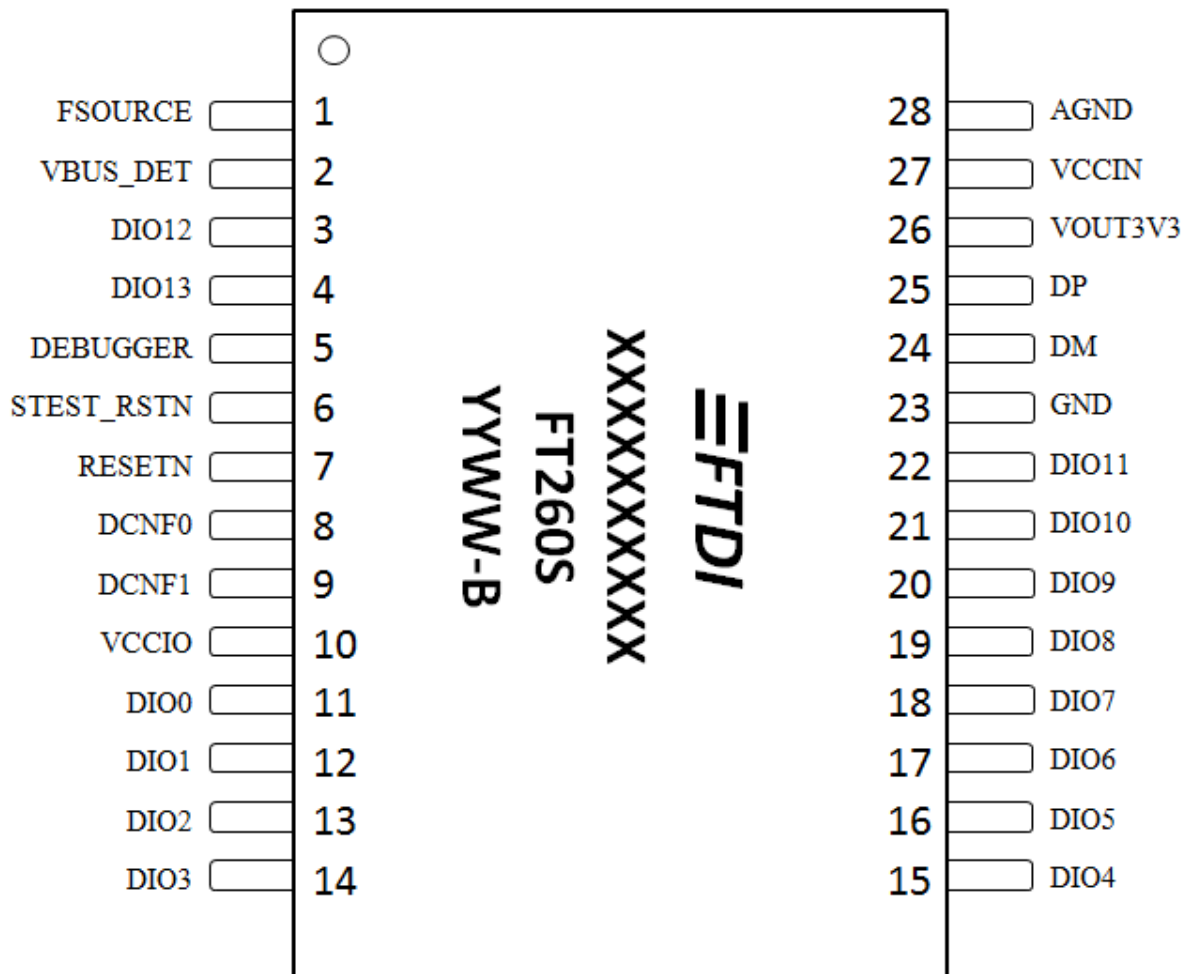 FSOURCE 1 28 AGND
VBUS_DET 2 27 VCCIN
DIO12 3 26 VOUT3V3
DIO13 4 25 DP
DEBUGGER 5 24 DM
STEST_RSTN 6 23 GND
RESETN 7 22 DIO11
DCNF0 8 21 DIO10
DCNF1 9 20 DIO9
VCCIO 10 19 DIO8
DIO0 11 18 DIO7
DIO1 12 17 DIO6
DIO2 13 16 DIO5
DIO3 14 15 DIO4
FTDI
XXXXXXXXXX
FT260S
YYWW-B